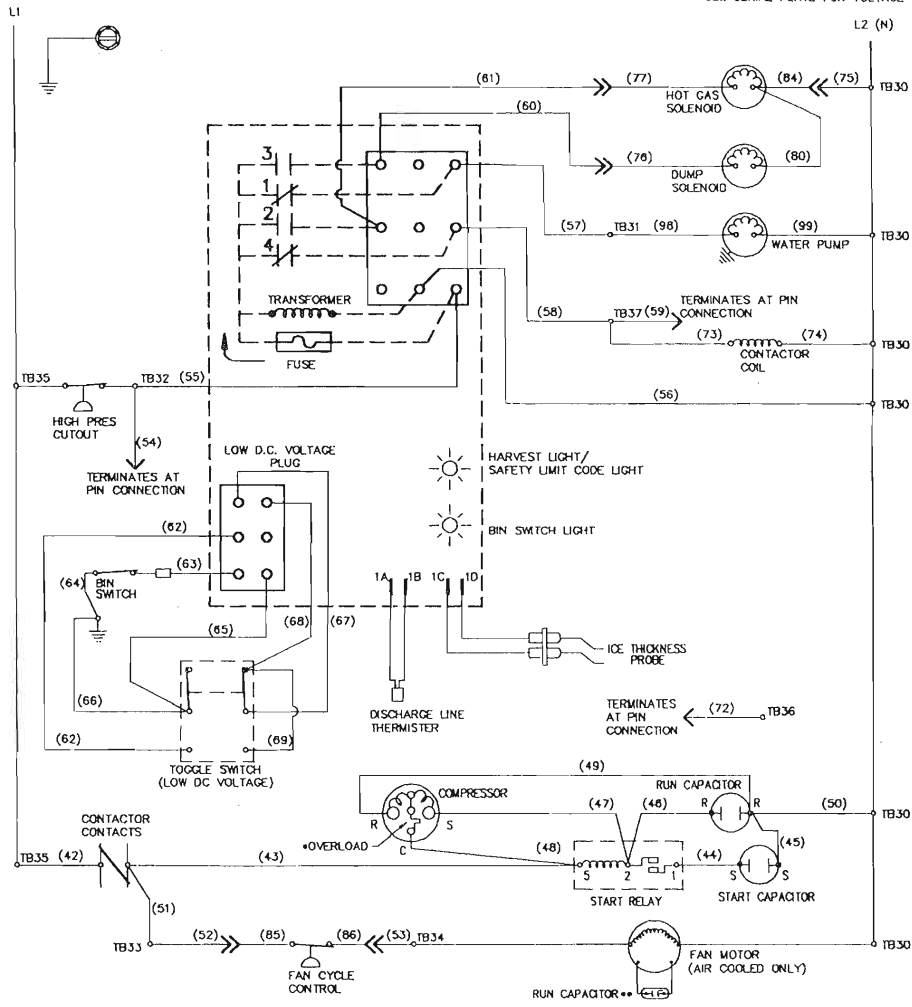 L1
L2 (N)
(61)
(77)
(84)
(75)
TB30
HOT GAS
SOLENOID
(60)
(76)
(80)
DUMP
SOLENOID
3
1
2
4
(57)
TB31
(98)
(99)
TB30
WATER PUMP
TRANSFORMER
FUSE
(58)
TB37
(59)
TERMINATES AT PIN
CONNECTION
(73)
(74)
TB30
CONTACTOR
COIL
TB35
TB32
(55)
(56)
TB30
HIGH PRES
CUTOUT
(54)
TERMINATES AT
PIN CONNECTION
LOW D.C. VOLTAGE
PLUG
HARVEST LIGHT/
SAFETY LIMIT CODE LIGHT
BIN SWITCH LIGHT
(62)
(63)
(64)
BIN
SWITCH
1A
1B
1C
1D
(65)
(68)
(67)
ICE THICKNESS
PROBE
(66)
(62)
(69)
DISCHARGE LINE
THERMISTER
TERMINATES
AT PIN
CONNECTION
(72)
TB36
TOGGLE SWITCH
(LOW DC VOLTAGE)
(49)
COMPRESSOR
RUN CAPACITOR
R
S
(47)
(46)
R
R
(50)
TB30
CONTACTOR
CONTACTS
*OVERLOAD
C
TB35
(42)
(43)
(48)
5
2
1
(44)
(45)
S
S
START RELAY
START CAPACITOR
(51)
TB33
(52)
(85)
(86)
(53)
TB34
TB30
FAN CYCLE
CONTROL
FAN MOTOR
(AIR COOLED ONLY)
RUN CAPACITOR **